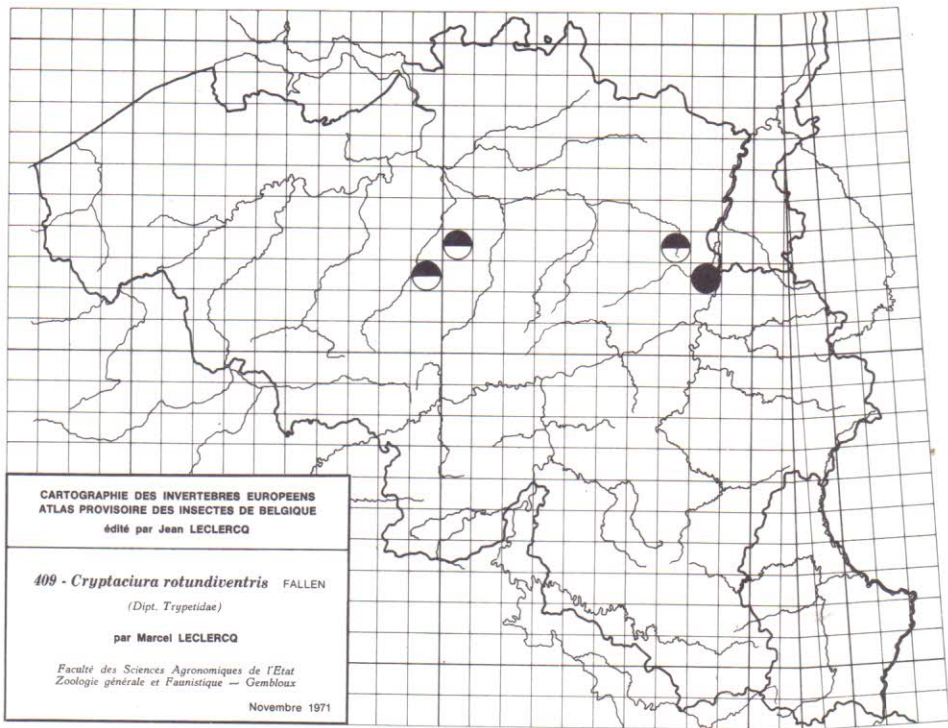 CARTOGRAPHIE DES INVERTEBRES EUROPEENS
ATLAS PROVISOIRE DES INSECTES DE BELGIQUE
édité par Jean LECLERCQ
409 - Cryptaciura rotundiventris FALLEN
(Dipt. Trypetidae)
par Marcel LECLERCQ
Faculté des Sciences Agronomiques de l'Etat
Zoologie générale et Faunistique — Gembloux
Novembre 1971